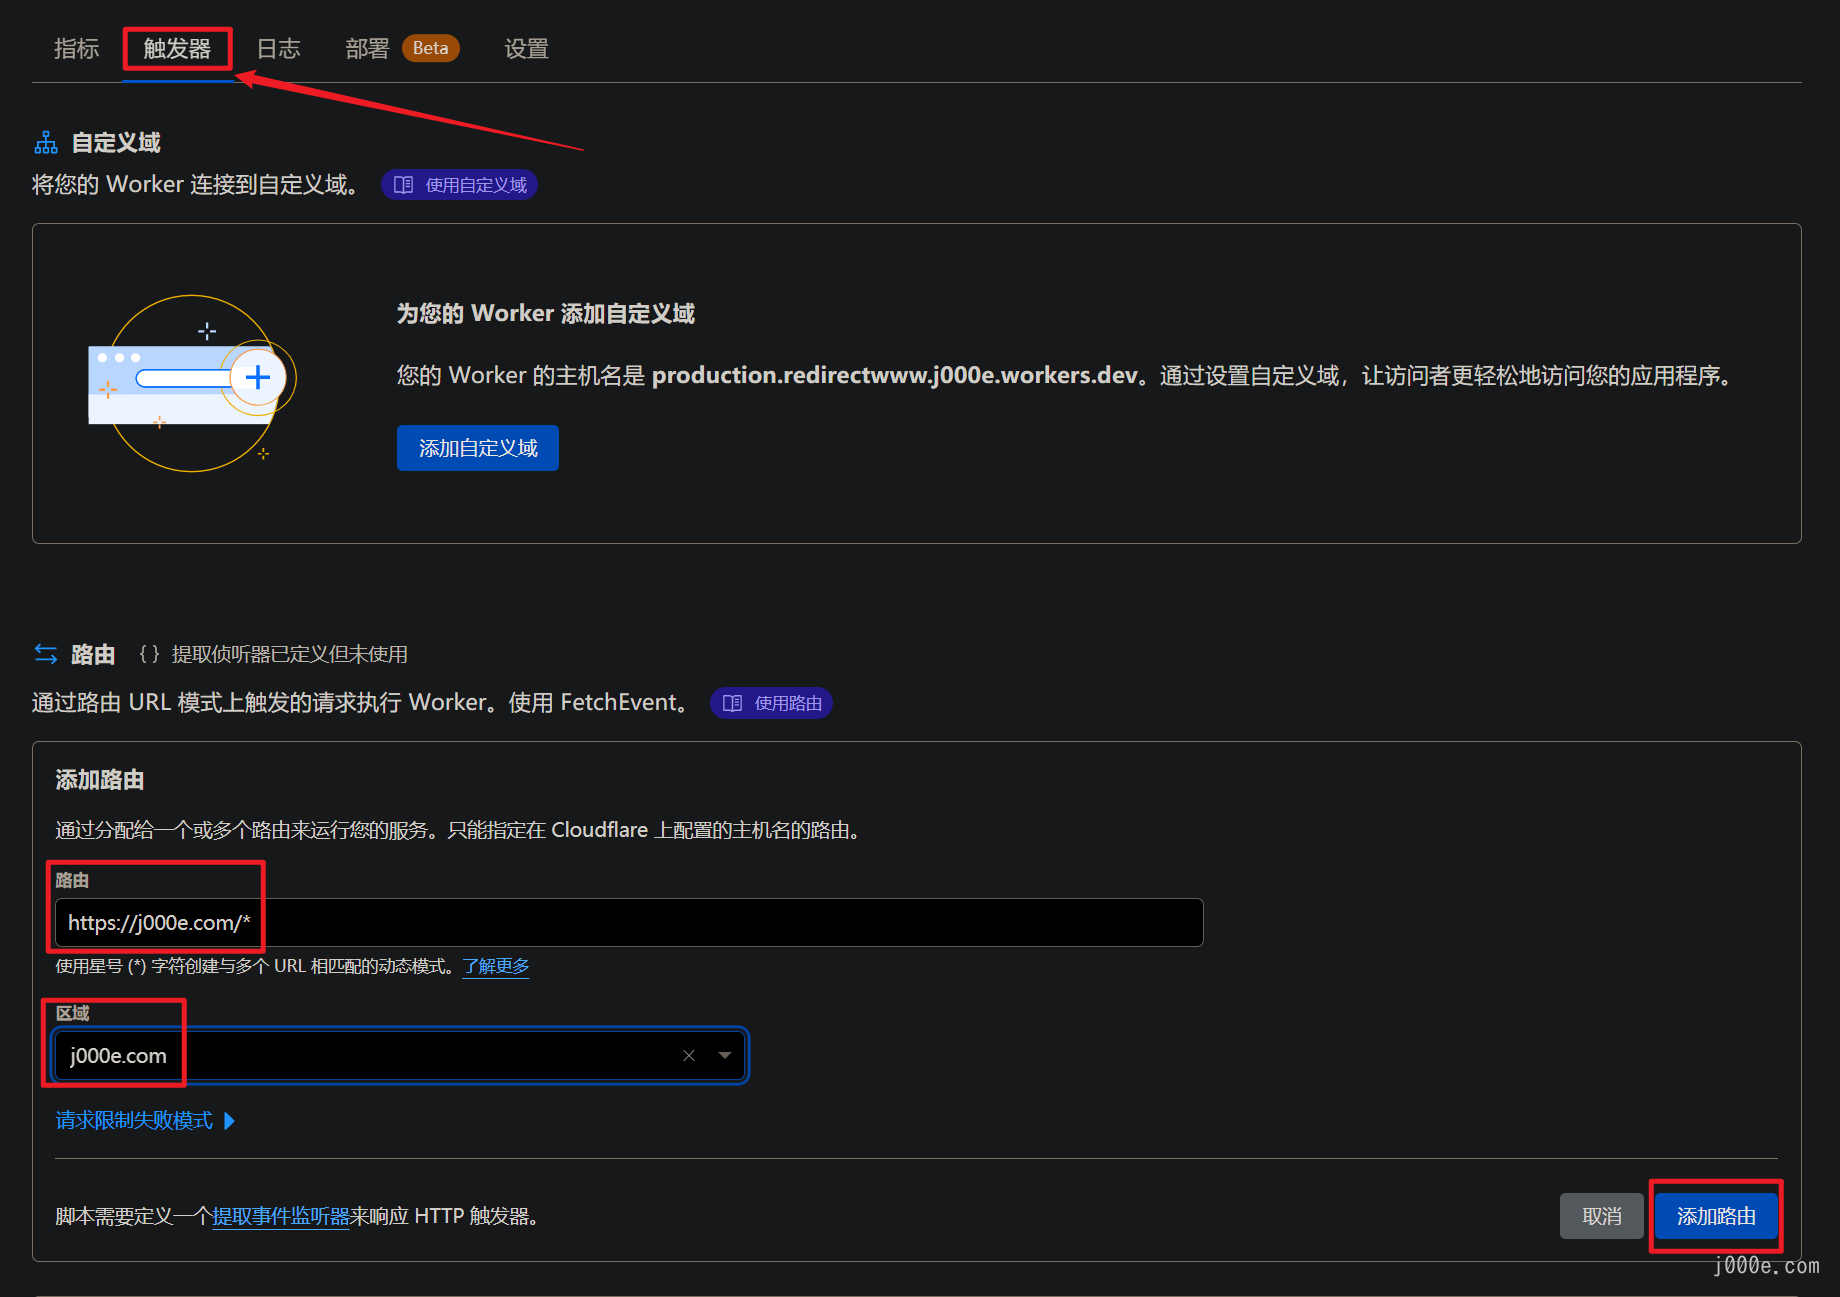 指标 触发器 日志 部署 Beta 设置
自定义域
将您的 Worker 连接到自定义域。 使用自定义域
为您的 Worker 添加自定义域
您的 Worker 的主机名是 production.redirectwww.j000e.workers.dev。通过设置自定义域，让访问者更轻松地访问您的应用程序。
添加自定义域
路由 {} 提取侦听器已定义但未使用
通过路由 URL 模式上触发的请求执行 Worker。使用 FetchEvent。 使用路由
添加路由
通过分配给一个或多个路由来运行您的服务。只能指定在 Cloudflare 上配置的主机名的路由。
路由
https://j000e.com/*
使用星号 (*) 字符创建与多个 URL 相匹配的动态模式。了解更多
区域
j000e.com
请求限制失败模式
脚本需要定义一个提取事件监听器来响应 HTTP 触发器。
取消 添加路由
j000e.com